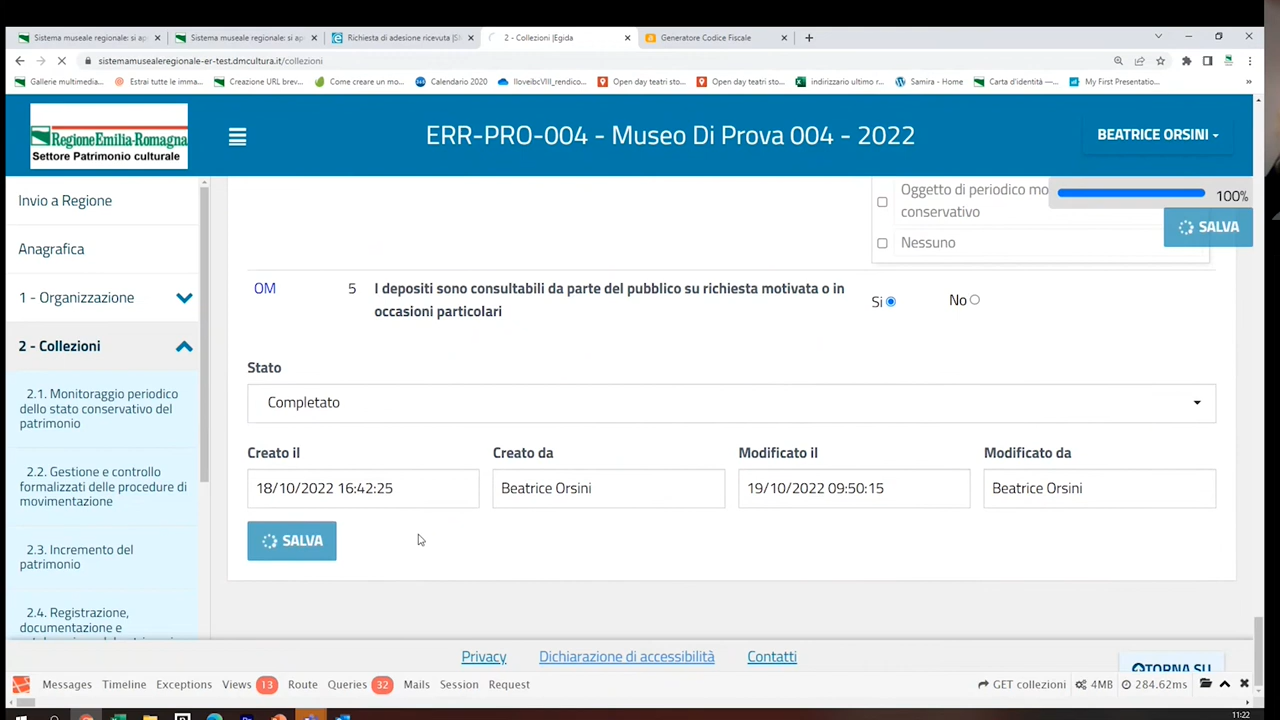 Sistema museale regionale: si ap
Sistema museale regionale: si ap
Richiesta di adesione ricevuta |Si
2 - Collezioni |Egida
Generatore Codice Fiscale
sistemamusealeregionale-er-test.dmcultura.it/collezioni
Gallerie multimedia...
Estrai tutte le imma...
Creazione URL brev...
Come creare un mo...
Calendario 2020
IloveibcVIII_rendico...
Open day teatri sto...
Open day teatri sto...
indirizzario ultimo r...
Samira - Home
Carta d'identità —...
My First Presentatio...
RegioneEmilia-Romagna
Settore Patrimonio culturale
ERR-PRO-004 - Museo Di Prova 004 - 2022
BEATRICE ORSINI
Invio a Regione
Anagrafica
1 - Organizzazione
2 - Collezioni
2.1. Monitoraggio periodico
dello stato conservativo del
patrimonio
2.2. Gestione e controllo
formalizzati delle procedure di
movimentazione
2.3. Incremento del
patrimonio
2.4. Registrazione,
documentazione e
Oggetto di periodico mo
conservativo
100%
SALVA
Nessuno
OM 5 I depositi sono consultabili da parte del pubblico su richiesta motivata o in
occasioni particolari
Si No
Stato
Completato
Creato il Creato da Modificato il Modificato da
18/10/2022 16:42:25 Beatrice Orsini 19/10/2022 09:50:15 Beatrice Orsini
SALVA
Privacy Dichiarazione di accessibilità Contatti
TORNA SU
Messages Timeline Exceptions Views 13 Route Queries 32 Mails Session Request GET collezioni 4MB 284.62ms
11:22